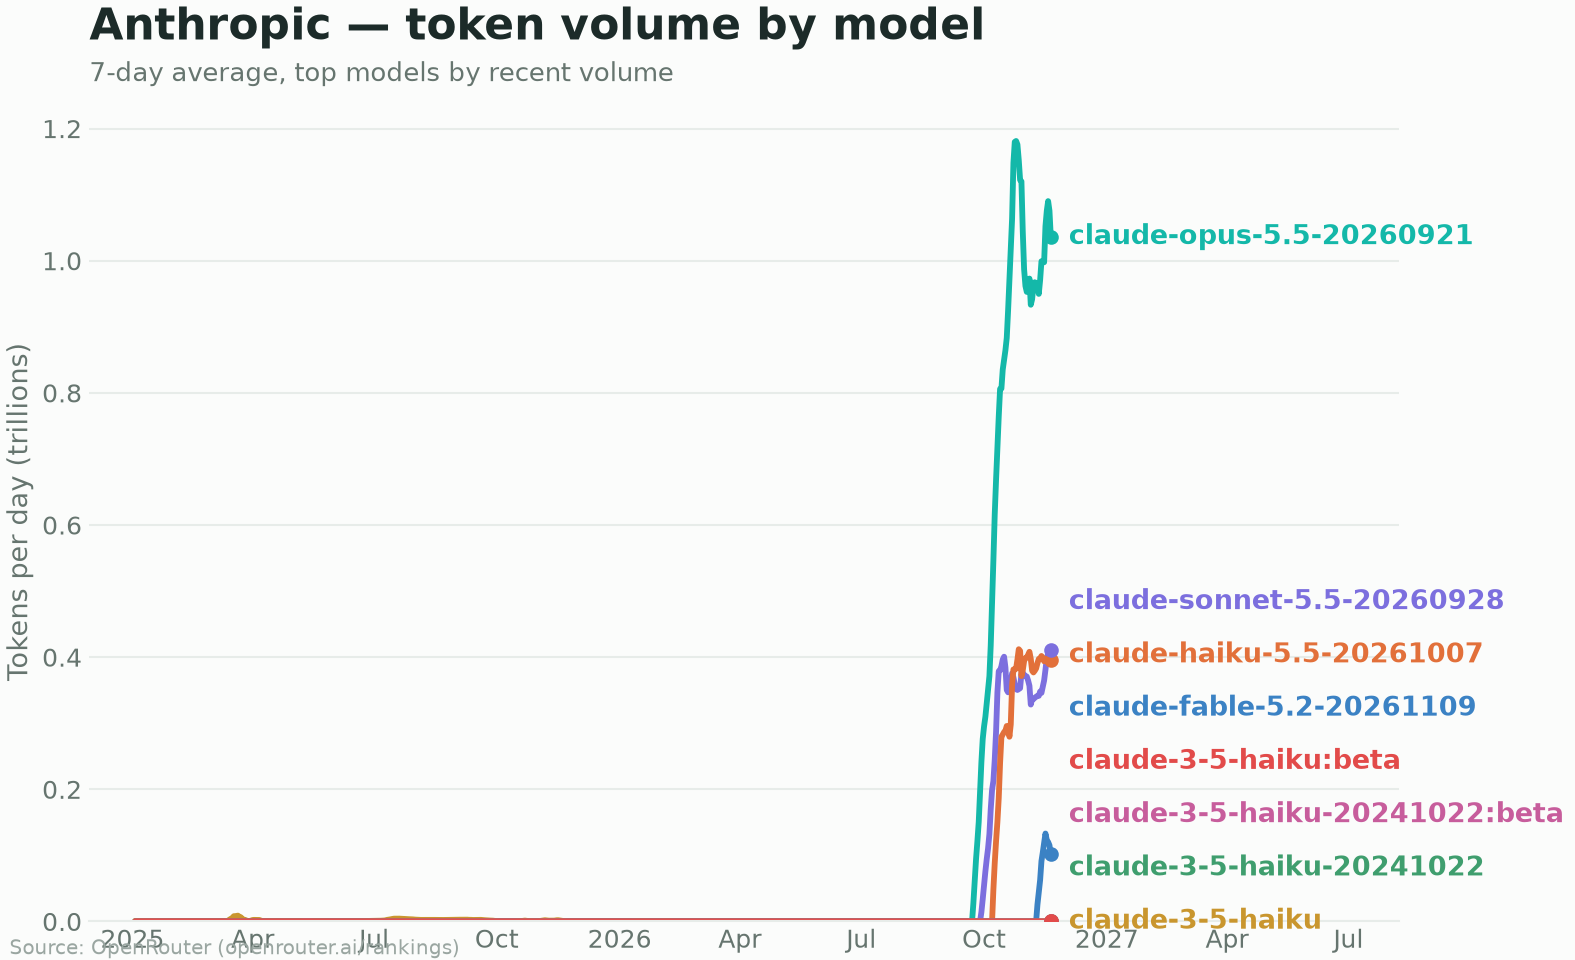 Anthropic — token volume by model
7-day average, top models by recent volume
Tokens per day (trillions)
1.2
1.0
0.8
0.6
0.4
0.2
0.0
claude-opus-5.5-20260921
claude-sonnet-5.5-20260928
claude-haiku-5.5-20261007
claude-fable-5.2-20261109
claude-3-5-haiku:beta
claude-3-5-haiku-20241022:beta
claude-3-5-haiku-20241022
claude-3-5-haiku
2025 Apr Jul Oct 2026 Apr Jul Oct 2027 Apr Jul
Source: OpenRouter (openrouter.ai/rankings)